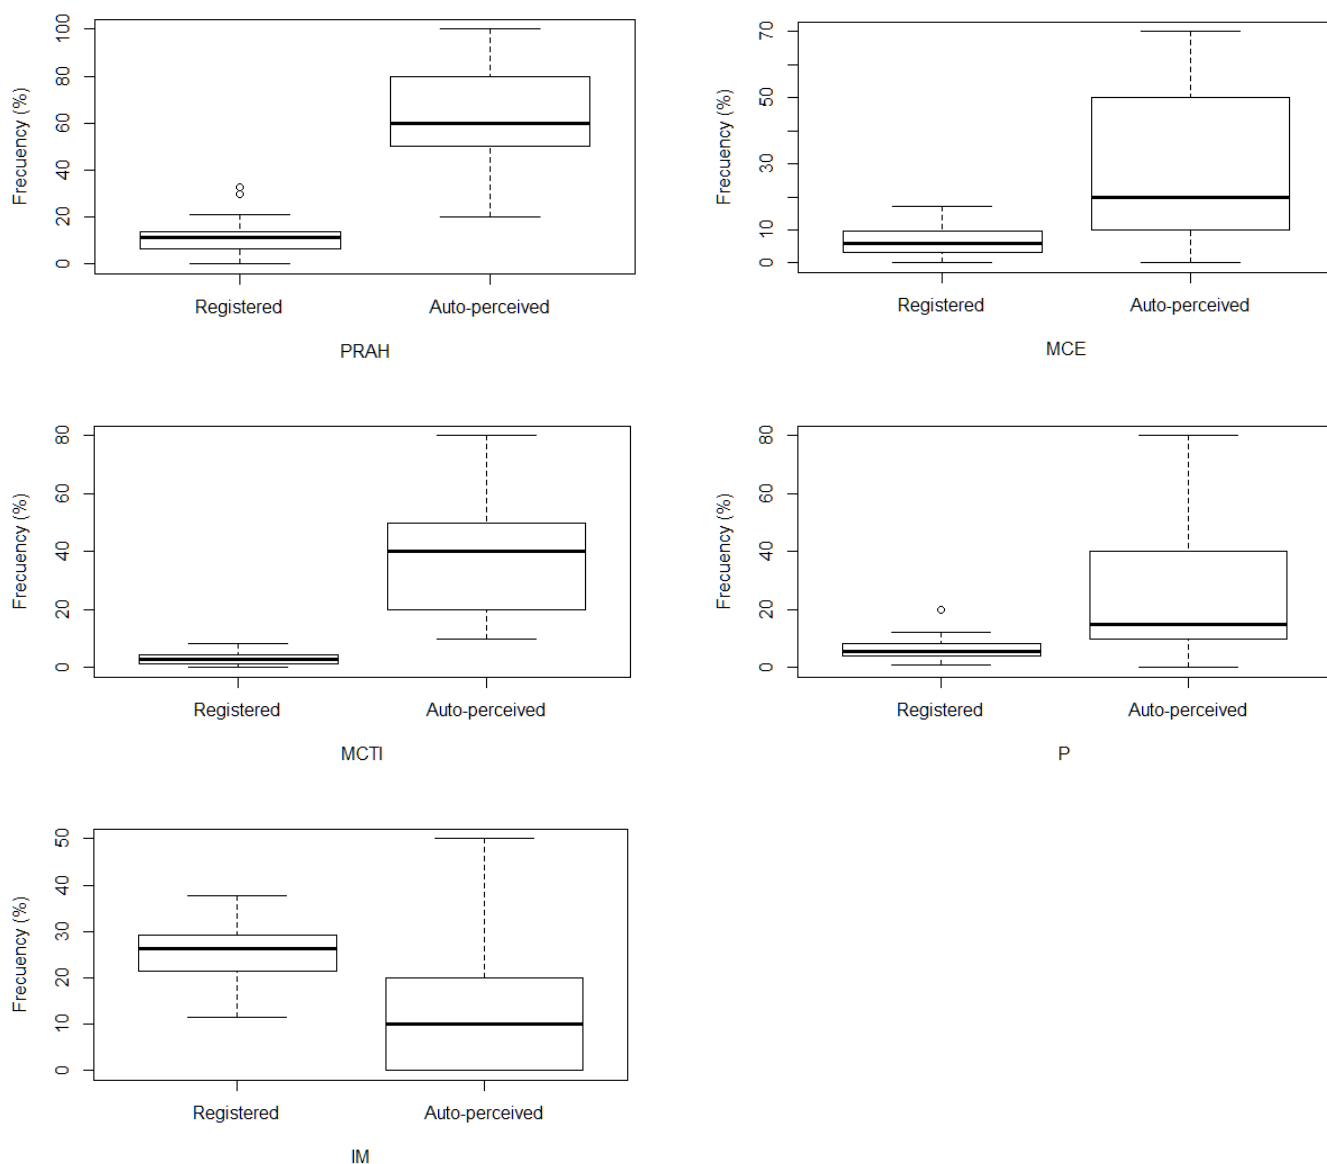 Frecuency (%)
100
80
60
40
20
0
Registered
Auto-perceived
PRAH
Frecuency (%)
70
50
30
10
0
Registered
Auto-perceived
MCE
Frecuency (%)
80
60
40
20
0
Registered
Auto-perceived
MCTI
Frecuency (%)
80
60
40
20
0
Registered
Auto-perceived
P
Frecuency (%)
50
40
30
20
10
0
Registered
Auto-perceived
IM